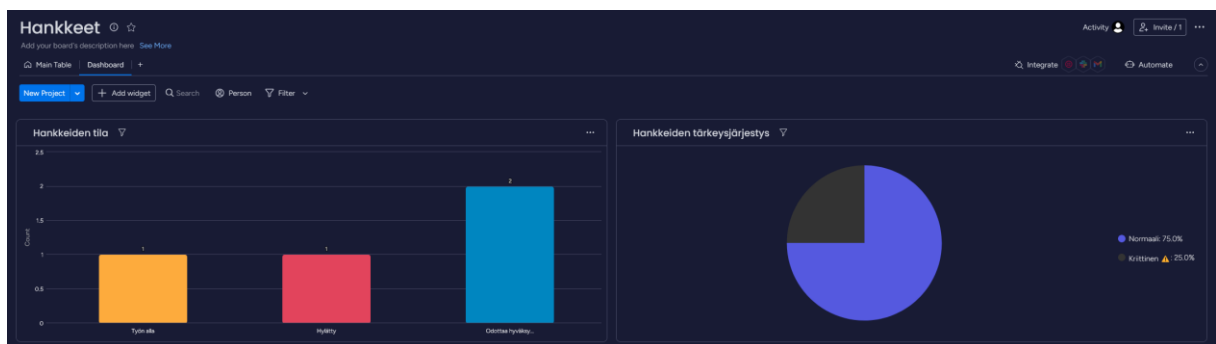 Hankkeet
Activity
Invite / 1
Add your board's description here See More
Main Table
Dashboard
+
Integrate
Automate
New Project
+ Add widget
Search
Person
Filter
Hankkeiden tila
2.5
2
1.5
1
0.5
0
Count
1
1
2
Työn alla
Hylätty
Odottaa hyväksy...
Hankkeiden tärkeysjärjestys
Normaali: 75.0%
Kriittinen ⚠: 25.0%